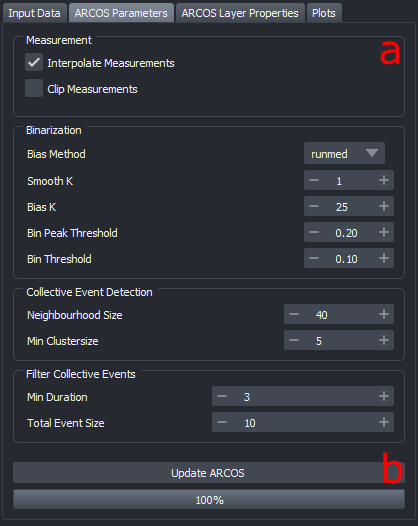 Input Data ARCOS Parameters ARCOS Layer Properties Plots
Measurement
a
Interpolate Measurements
Clip Measurements
Binarization
Bias Method runmed
Smooth K − 1 +
Bias K − 25 +
Bin Peak Threshold − 0.20 +
Bin Threshold − 0.10 +
Collective Event Detection
Neighbourhood Size − 40 +
Min Clustersize − 5 +
Filter Collective Events
Min Duration − 3 +
Total Event Size − 10 +
Update ARCOS b
100%